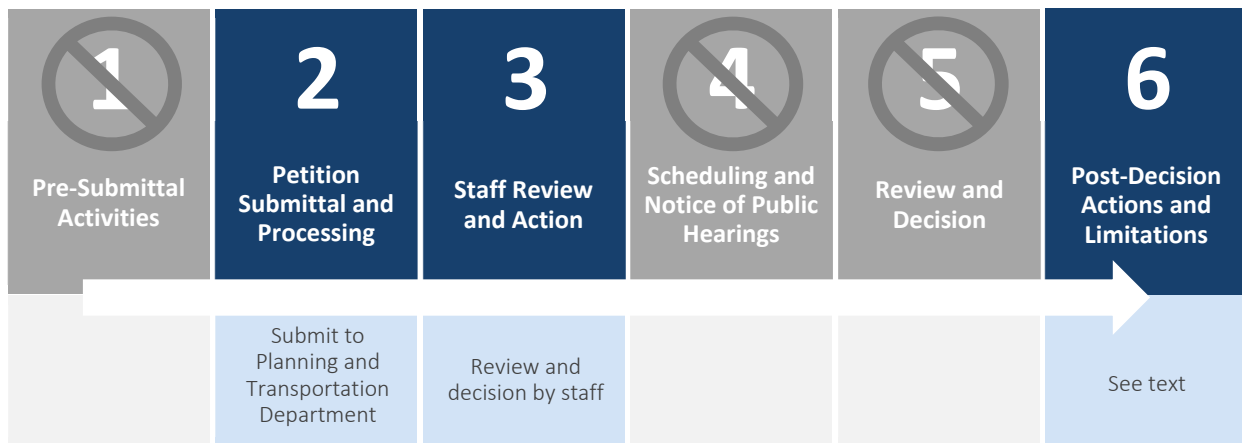 1
Pre-Submittal
Activities
2
Petition
Submittal and
Processing
3
Staff Review
and Action
4
Scheduling and
Notice of Public
Hearings
5
Review and
Decision
6
Post-Decision
Actions and
Limitations
Submit to
Planning and
Transportation
Department
Review and
decision by staff
See text